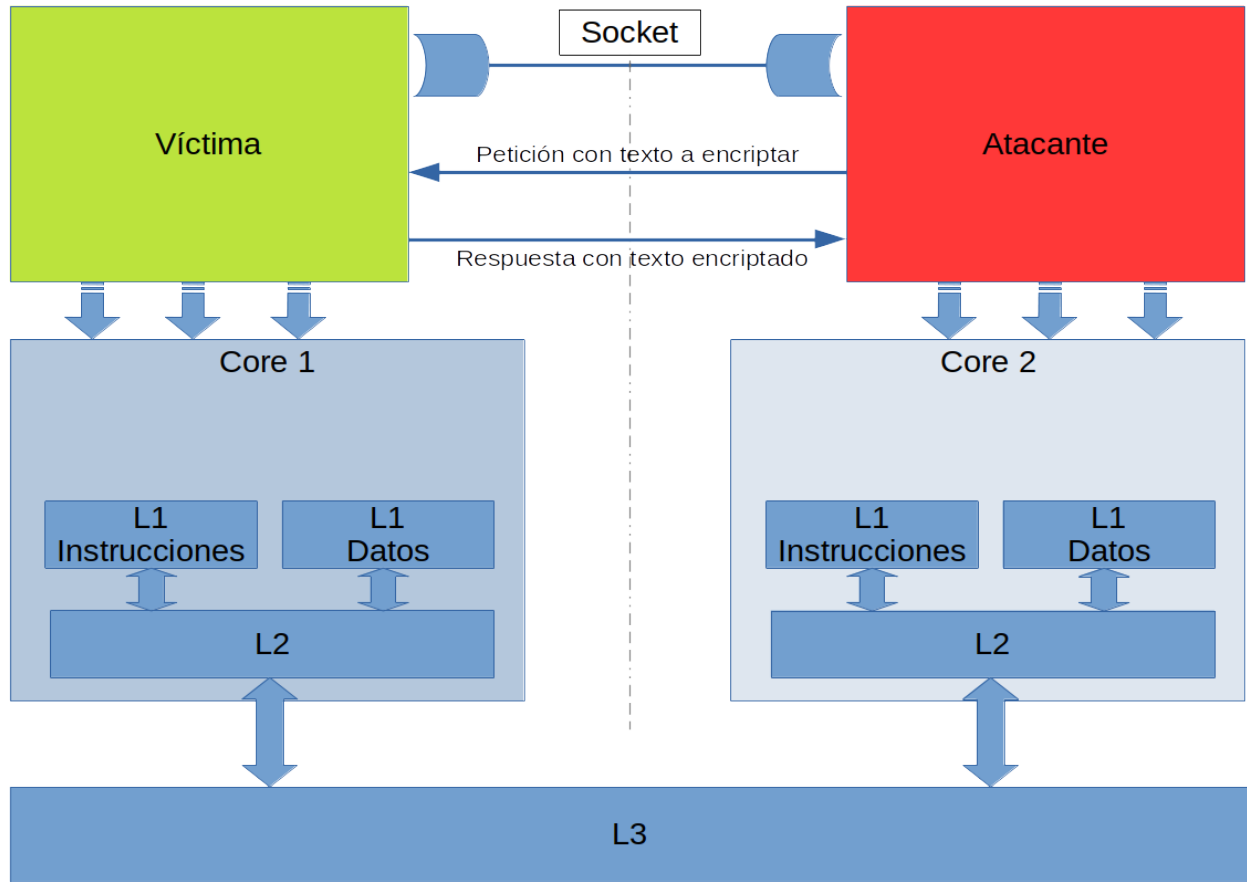 Socket
Víctima
Atacante
Petición con texto a encriptar
Respuesta con texto encriptado
Core 1
Core 2
L1
Instrucciones
L1
Datos
L1
Instrucciones
L1
Datos
L2
L2
L3